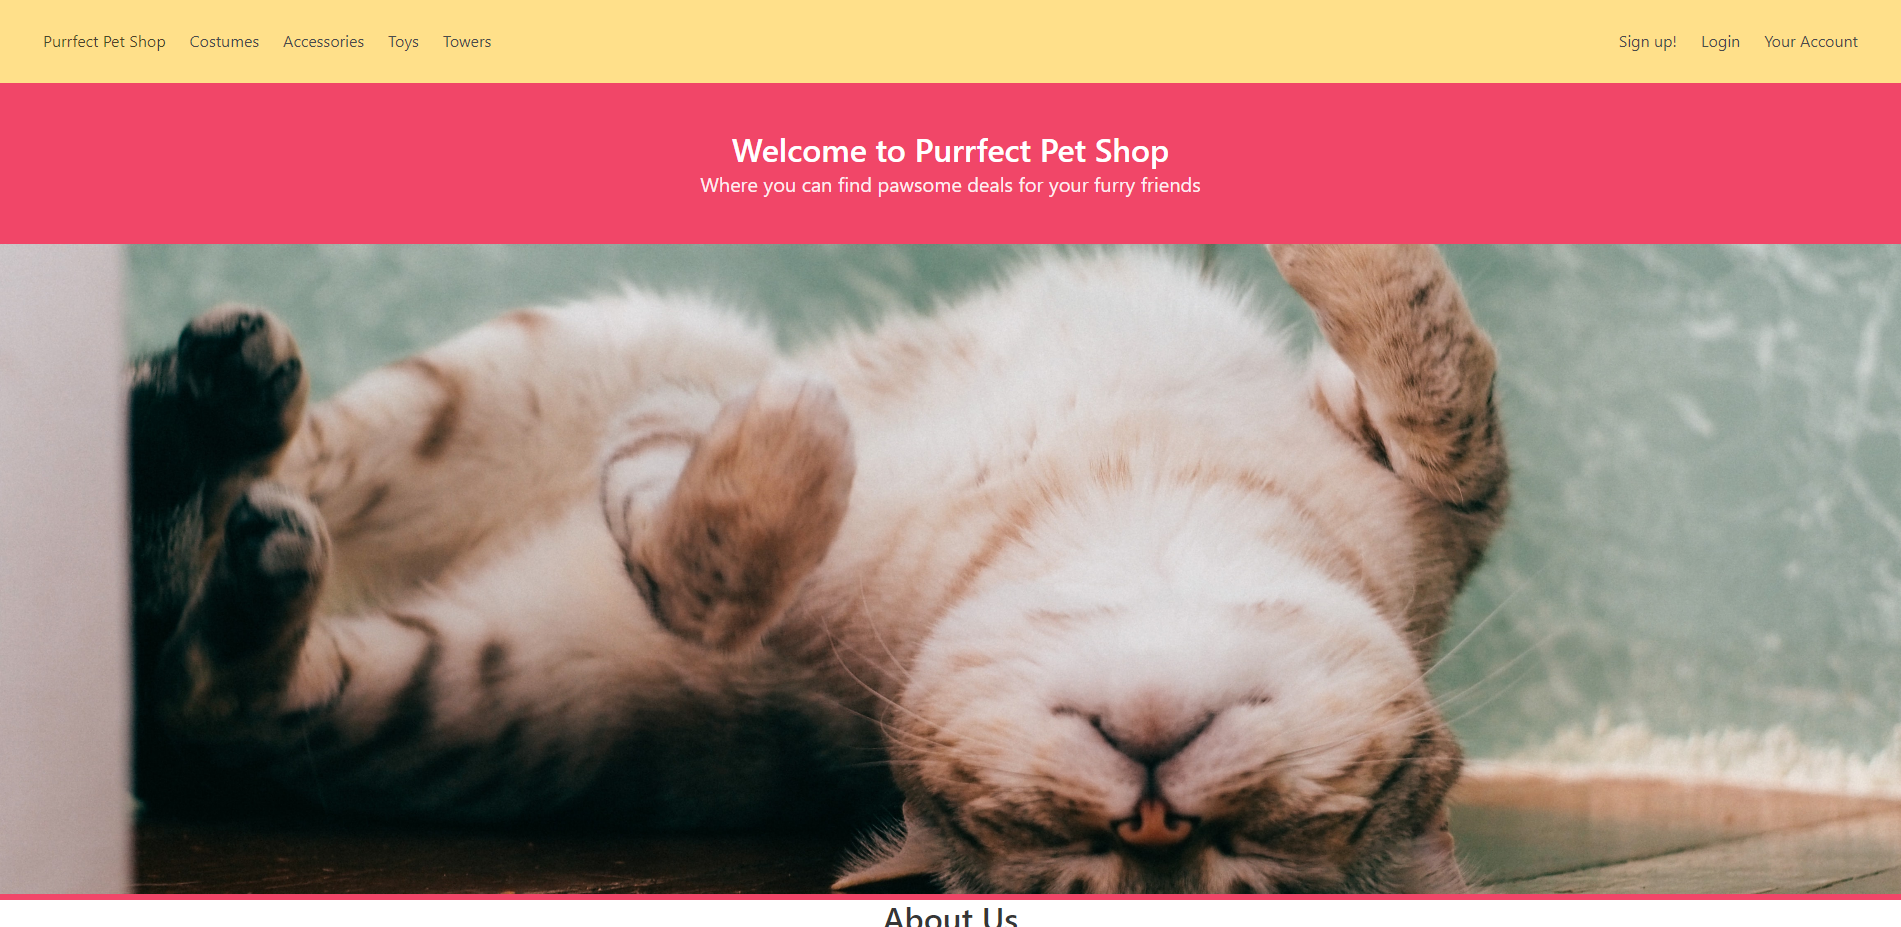 Purrfect Pet Shop Costumes Accessories Toys Towers Sign up! Login Your Account
Welcome to Purrfect Pet Shop
Where you can find pawsome deals for your furry friends
About Us